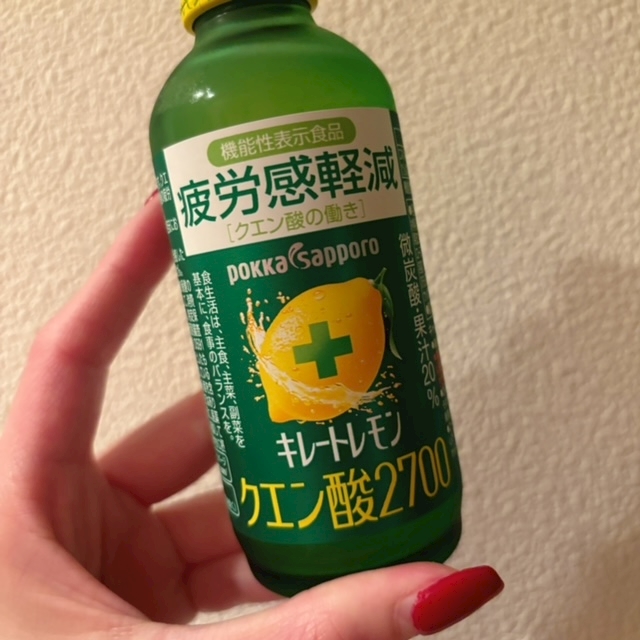 機能性表示食品
疲労感軽減
[クエン酸の働き]
pokka sapporo
食生活は、主食、主菜、副菜を
基本に、食事のバランスを。
微炭酸・果汁20%
キレートレモン
クエン酸2700